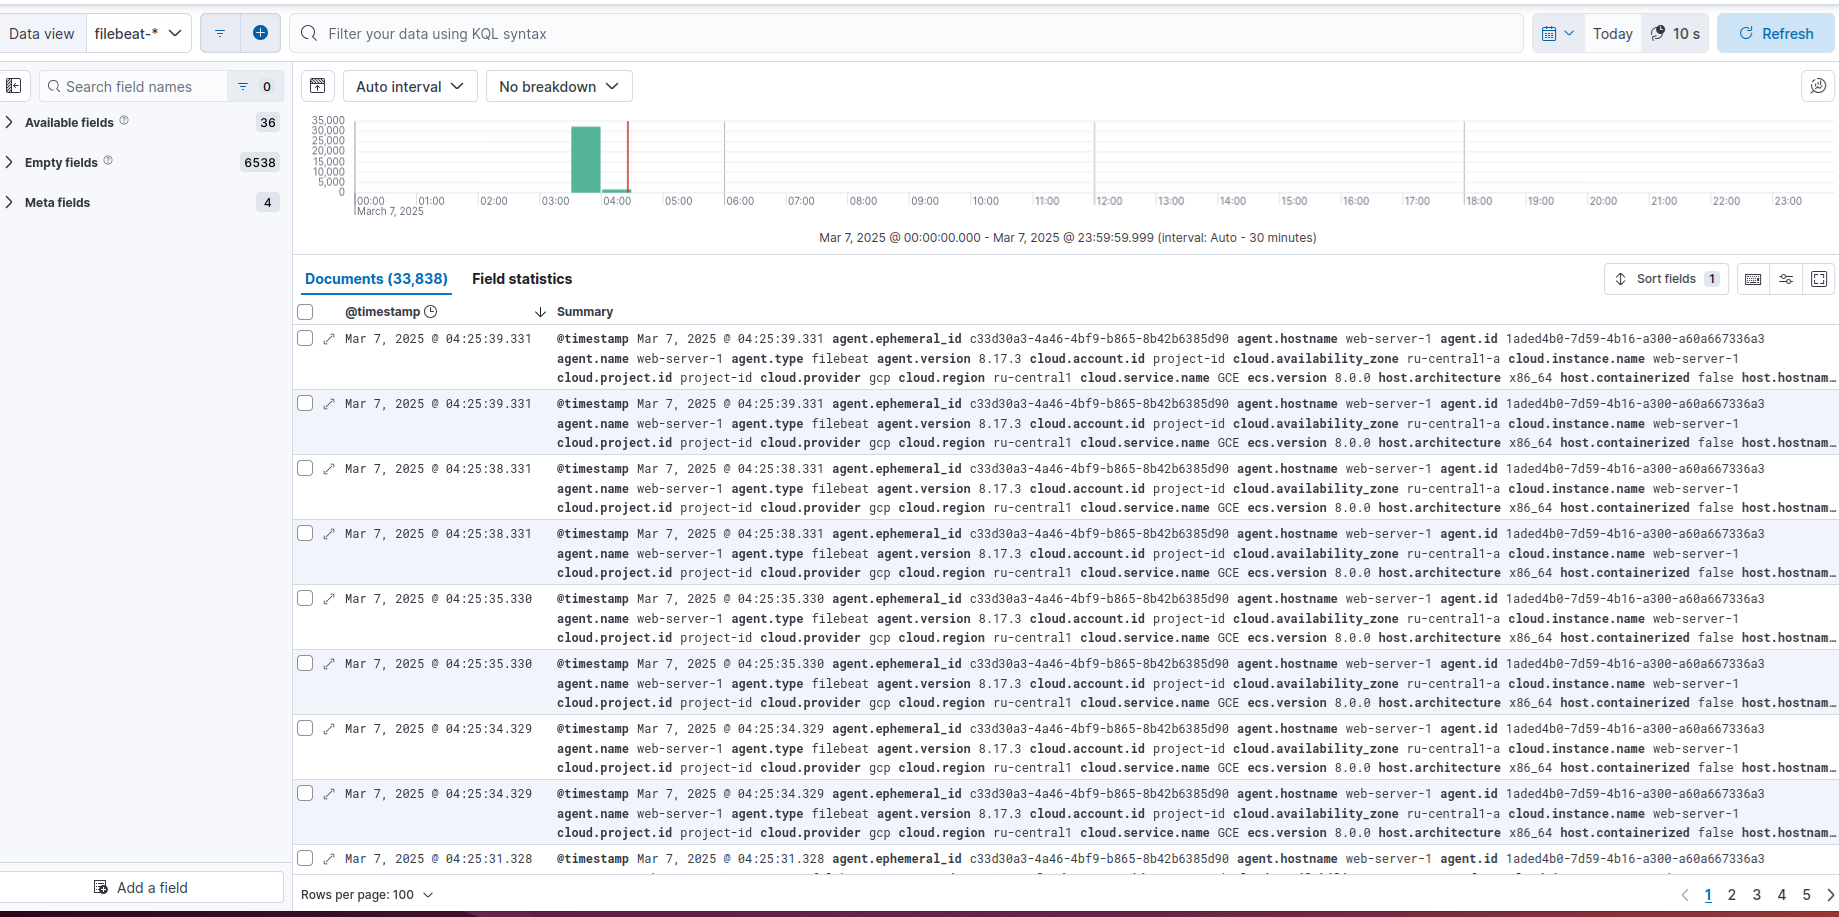 Data view filebeat-* Filter your data using KQL syntax Today 10 s Refresh
Search field names 0 Auto interval No breakdown
Available fields 36
Empty fields 6538
Meta fields 4
35,000
30,000
25,000
20,000
15,000
10,000
5,000
0
00:00 01:00 02:00 03:00 04:00 05:00 06:00 07:00 08:00 09:00 10:00 11:00 12:00 13:00 14:00 15:00 16:00 17:00 18:00 19:00 20:00 21:00 22:00 23:00
March 7, 2025
Mar 7, 2025 @ 00:00:00.000 - Mar 7, 2025 @ 23:59:59.999 (interval: Auto - 30 minutes)
Documents (33,838) Field statistics Sort fields 1
@timestamp Summary
Mar 7, 2025 @ 04:25:39.331 @timestamp Mar 7, 2025 @ 04:25:39.331 agent.ephemeral_id c33d30a3-4a46-4bf9-b865-8b42b6385d90 agent.hostname web-server-1 agent.id 1aded4b0-7d59-4b16-a300-a60a667336a3
agent.name web-server-1 agent.type filebeat agent.version 8.17.3 cloud.account.id project-id cloud.availability_zone ru-central1-a cloud.instance.name web-server-1
cloud.project.id project-id cloud.provider gcp cloud.region ru-central1 cloud.service.name GCE ecs.version 8.0.0 host.architecture x86_64 host.containerized false host.hostnam…
Mar 7, 2025 @ 04:25:39.331 @timestamp Mar 7, 2025 @ 04:25:39.331 agent.ephemeral_id c33d30a3-4a46-4bf9-b865-8b42b6385d90 agent.hostname web-server-1 agent.id 1aded4b0-7d59-4b16-a300-a60a667336a3
agent.name web-server-1 agent.type filebeat agent.version 8.17.3 cloud.account.id project-id cloud.availability_zone ru-central1-a cloud.instance.name web-server-1
cloud.project.id project-id cloud.provider gcp cloud.region ru-central1 cloud.service.name GCE ecs.version 8.0.0 host.architecture x86_64 host.containerized false host.hostnam…
Mar 7, 2025 @ 04:25:38.331 @timestamp Mar 7, 2025 @ 04:25:38.331 agent.ephemeral_id c33d30a3-4a46-4bf9-b865-8b42b6385d90 agent.hostname web-server-1 agent.id 1aded4b0-7d59-4b16-a300-a60a667336a3
agent.name web-server-1 agent.type filebeat agent.version 8.17.3 cloud.account.id project-id cloud.availability_zone ru-central1-a cloud.instance.name web-server-1
cloud.project.id project-id cloud.provider gcp cloud.region ru-central1 cloud.service.name GCE ecs.version 8.0.0 host.architecture x86_64 host.containerized false host.hostnam…
Mar 7, 2025 @ 04:25:38.331 @timestamp Mar 7, 2025 @ 04:25:38.331 agent.ephemeral_id c33d30a3-4a46-4bf9-b865-8b42b6385d90 agent.hostname web-server-1 agent.id 1aded4b0-7d59-4b16-a300-a60a667336a3
agent.name web-server-1 agent.type filebeat agent.version 8.17.3 cloud.account.id project-id cloud.availability_zone ru-central1-a cloud.instance.name web-server-1
cloud.project.id project-id cloud.provider gcp cloud.region ru-central1 cloud.service.name GCE ecs.version 8.0.0 host.architecture x86_64 host.containerized false host.hostnam…
Mar 7, 2025 @ 04:25:35.330 @timestamp Mar 7, 2025 @ 04:25:35.330 agent.ephemeral_id c33d30a3-4a46-4bf9-b865-8b42b6385d90 agent.hostname web-server-1 agent.id 1aded4b0-7d59-4b16-a300-a60a667336a3
agent.name web-server-1 agent.type filebeat agent.version 8.17.3 cloud.account.id project-id cloud.availability_zone ru-central1-a cloud.instance.name web-server-1
cloud.project.id project-id cloud.provider gcp cloud.region ru-central1 cloud.service.name GCE ecs.version 8.0.0 host.architecture x86_64 host.containerized false host.hostnam…
Mar 7, 2025 @ 04:25:35.330 @timestamp Mar 7, 2025 @ 04:25:35.330 agent.ephemeral_id c33d30a3-4a46-4bf9-b865-8b42b6385d90 agent.hostname web-server-1 agent.id 1aded4b0-7d59-4b16-a300-a60a667336a3
agent.name web-server-1 agent.type filebeat agent.version 8.17.3 cloud.account.id project-id cloud.availability_zone ru-central1-a cloud.instance.name web-server-1
cloud.project.id project-id cloud.provider gcp cloud.region ru-central1 cloud.service.name GCE ecs.version 8.0.0 host.architecture x86_64 host.containerized false host.hostnam…
Mar 7, 2025 @ 04:25:34.329 @timestamp Mar 7, 2025 @ 04:25:34.329 agent.ephemeral_id c33d30a3-4a46-4bf9-b865-8b42b6385d90 agent.hostname web-server-1 agent.id 1aded4b0-7d59-4b16-a300-a60a667336a3
agent.name web-server-1 agent.type filebeat agent.version 8.17.3 cloud.account.id project-id cloud.availability_zone ru-central1-a cloud.instance.name web-server-1
cloud.project.id project-id cloud.provider gcp cloud.region ru-central1 cloud.service.name GCE ecs.version 8.0.0 host.architecture x86_64 host.containerized false host.hostnam…
Mar 7, 2025 @ 04:25:34.329 @timestamp Mar 7, 2025 @ 04:25:34.329 agent.ephemeral_id c33d30a3-4a46-4bf9-b865-8b42b6385d90 agent.hostname web-server-1 agent.id 1aded4b0-7d59-4b16-a300-a60a667336a3
agent.name web-server-1 agent.type filebeat agent.version 8.17.3 cloud.account.id project-id cloud.availability_zone ru-central1-a cloud.instance.name web-server-1
cloud.project.id project-id cloud.provider gcp cloud.region ru-central1 cloud.service.name GCE ecs.version 8.0.0 host.architecture x86_64 host.containerized false host.hostnam…
Mar 7, 2025 @ 04:25:31.328 @timestamp Mar 7, 2025 @ 04:25:31.328 agent.ephemeral_id c33d30a3-4a46-4bf9-b865-8b42b6385d90 agent.hostname web-server-1 agent.id 1aded4b0-7d59-4b16-a300-a60a667336a3
Add a field Rows per page: 100 1 2 3 4 5